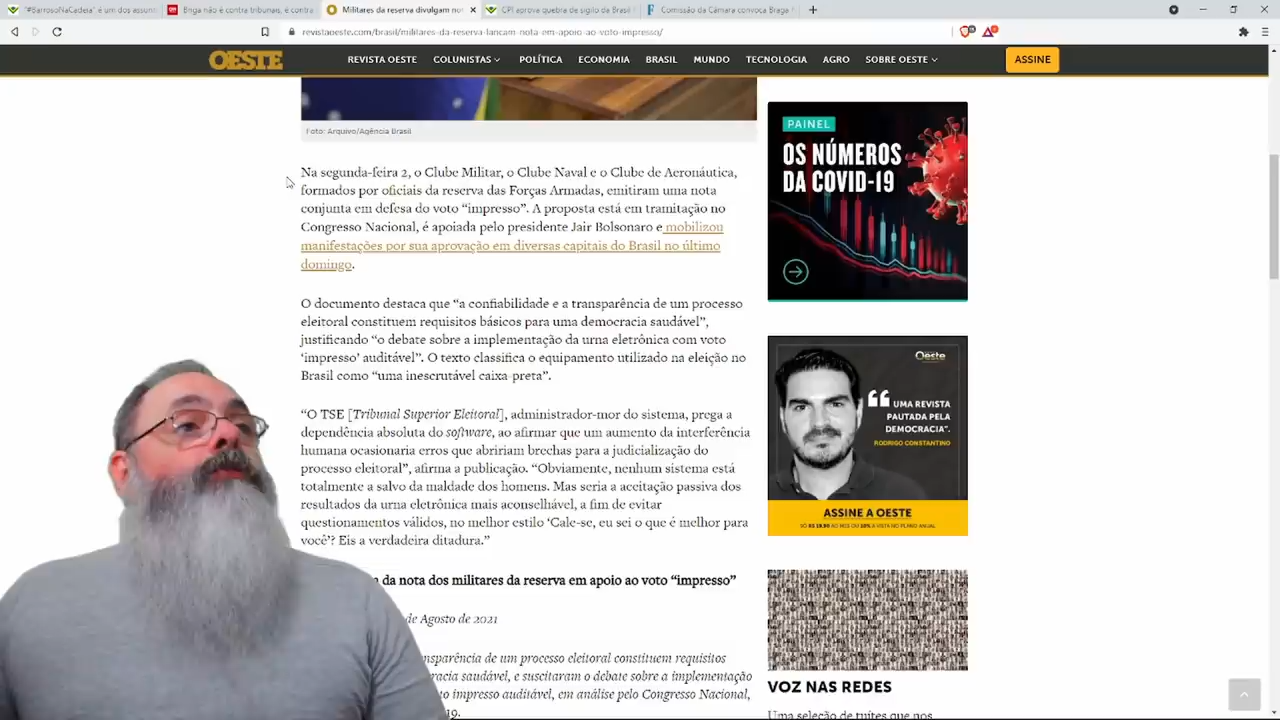 "#BarrosoNaCadeia" é um dos assun
Briga não é contra tribunais, é contra
Militares da reserva divulgam not
CPI aprova quebra de sigilo da Brasil
Comissão da Câmara convoca Braga
revistaoeste.com/brasil/militares-da-reserva-lancam-nota-em-apoio-ao-voto-impresso/
OESTE
REVISTA OESTE
COLUNISTAS
POLÍTICA
ECONOMIA
BRASIL
MUNDO
TECNOLOGIA
AGRO
SOBRE OESTE
ASSINE
Foto: Arquivo/Agência Brasil
Na segunda-feira 2, o Clube Militar, o Clube Naval e o Clube de Aeronáutica,
formados por oficiais da reserva das Forças Armadas, emitiram uma nota
conjunta em defesa do voto “impresso”. A proposta está em tramitação no
Congresso Nacional, é apoiada pelo presidente Jair Bolsonaro e mobilizou
manifestações por sua aprovação em diversas capitais do Brasil no último
domingo.
O documento destaca que “a confiabilidade e a transparência de um processo
eleitoral constituem requisitos básicos para uma democracia saudável”,
justificando “o debate sobre a implementação da urna eletrônica com voto
‘impresso’ auditável”. O texto classifica o equipamento utilizado na eleição no
Brasil como “uma inescrutável caixa-preta”.
“O TSE [Tribunal Superior Eleitoral], administrador-mor do sistema, prega a
dependência absoluta do software, ao afirmar que um aumento da interferência
humana ocasionaria erros que abririam brechas para a judicialização do
processo eleitoral”, afirma a publicação. “Obviamente, nenhum sistema está
totalmente a salvo da maldade dos homens. Mas seria a aceitação passiva dos
resultados da urna eletrônica mais aconselhável, a fim de evitar
questionamentos válidos, no melhor estilo ‘Cale-se, eu sei o que é melhor para
você’? Eis a verdadeira ditadura.”
da nota dos militares da reserva em apoio ao voto “impresso”
de Agosto de 2021
nsparência de um processo eleitoral constituem requisitos
racia saudável, e suscitaram o debate sobre a implementação
to impresso auditável, em análise pelo Congresso Nacional,
19.
PAINEL
OS NÚMEROS
DA COVID-19
Oeste
“UMA REVISTA
PAUTADA PELA
DEMOCRACIA”.
RODRIGO CONSTANTINO
ASSINE A OESTE
VOZ NAS REDES
Uma seleção de tuítes que nos